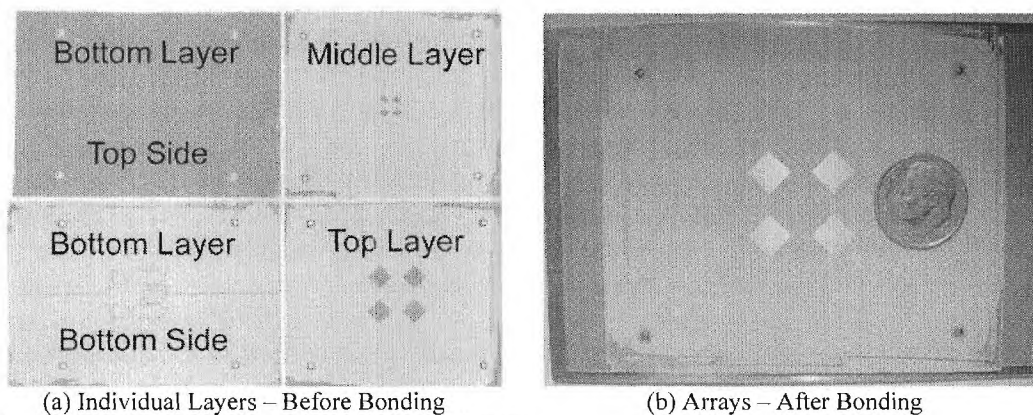 Bottom Layer
Top Side
Middle Layer
Bottom Layer
Bottom Side
Top Layer
(a) Individual Layers – Before Bonding
(b) Arrays – After Bonding